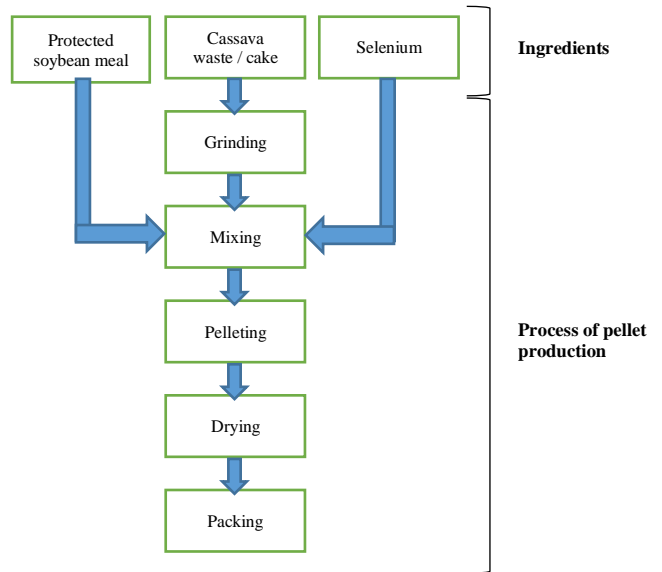 Protected
soybean meal
Cassava
waste / cake
Selenium
Ingredients
Grinding
Mixing
Pelleting
Process of pellet
production
Drying
Packing